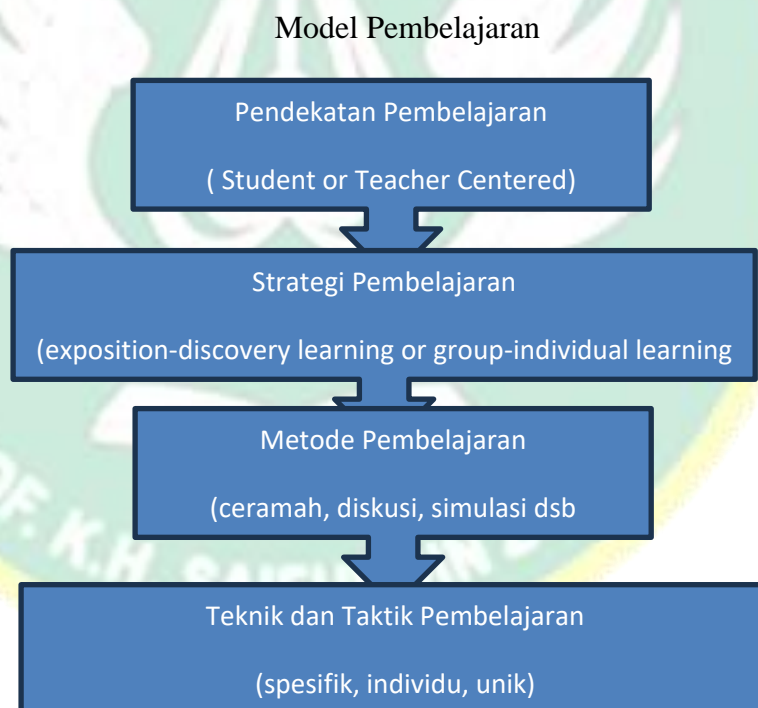 Model Pembelajaran
Pendekatan Pembelajaran
( Student or Teacher Centered)
Strategi Pembelajaran
(exposition-discovery learning or group-individual learning
Metode Pembelajaran
(ceramah, diskusi, simulasi dsb
Teknik dan Taktik Pembelajaran
(spesifik, individu, unik)
K.H.